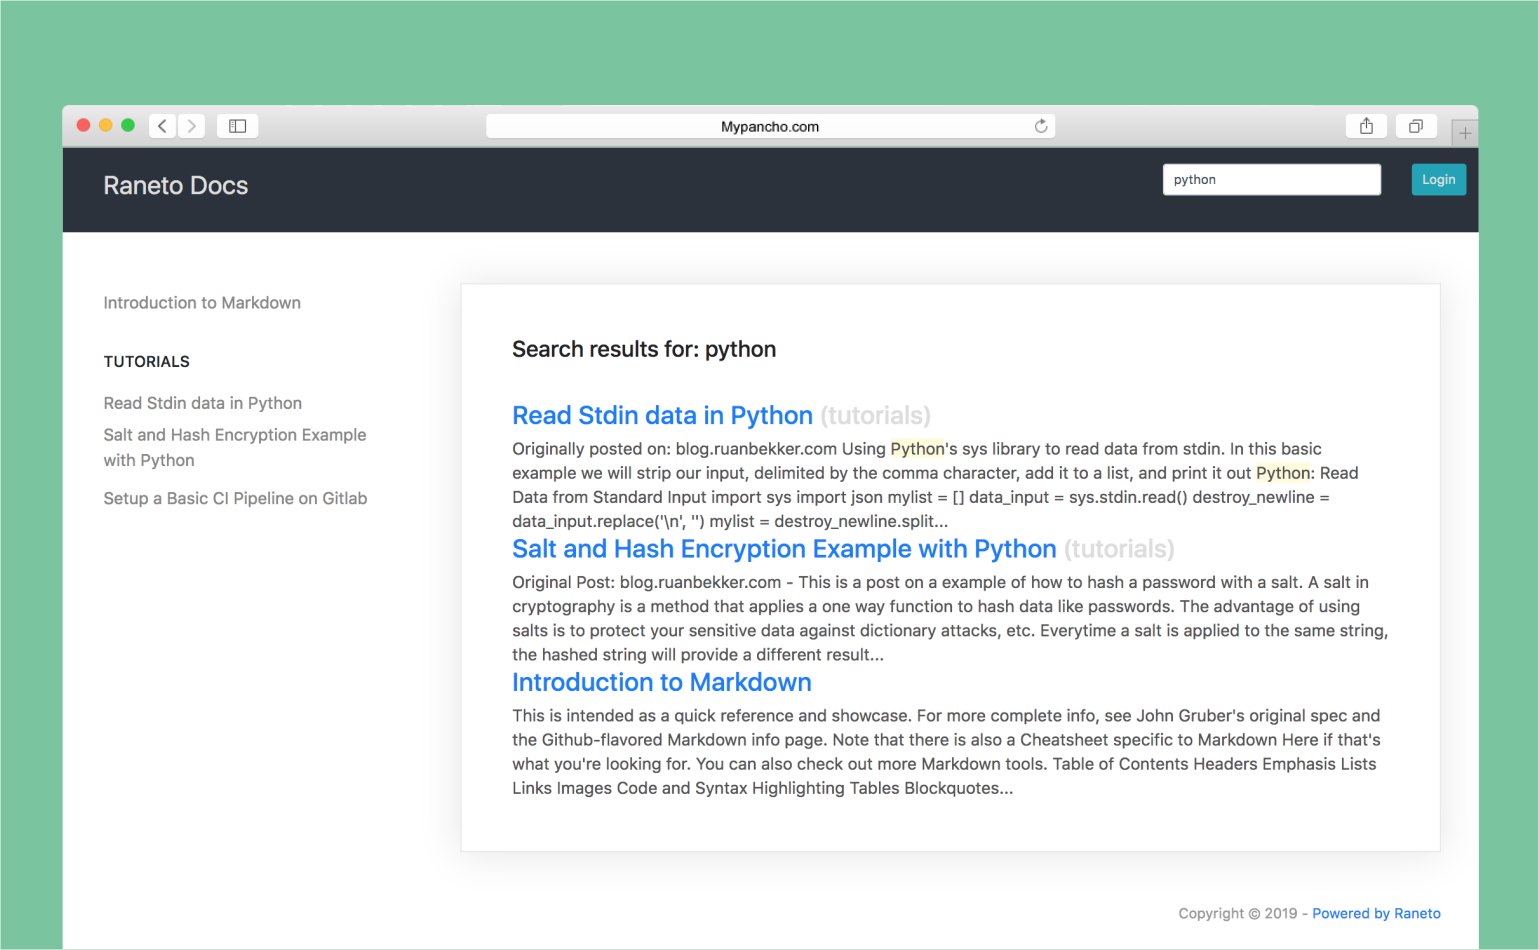 Mypancho.com
Raneto Docs
python
Login
Introduction to Markdown
TUTORIALS
Read Stdin data in Python
Salt and Hash Encryption Example
with Python
Setup a Basic CI Pipeline on Gitlab
Search results for: python
Read Stdin data in Python (tutorials)
Originally posted on: blog.ruanbekker.com Using Python's sys library to read data from stdin. In this basic
example we will strip our input, delimited by the comma character, add it to a list, and print it out Python: Read
Data from Standard Input import sys import json mylist = [] data_input = sys.stdin.read() destroy_newline =
data_input.replace('\n', '') mylist = destroy_newline.split...
Salt and Hash Encryption Example with Python (tutorials)
Original Post: blog.ruanbekker.com - This is a post on a example of how to hash a password with a salt. A salt in
cryptography is a method that applies a one way function to hash data like passwords. The advantage of using
salts is to protect your sensitive data against dictionary attacks, etc. Everytime a salt is applied to the same string,
the hashed string will provide a different result...
Introduction to Markdown
This is intended as a quick reference and showcase. For more complete info, see John Gruber's original spec and
the Github-flavored Markdown info page. Note that there is also a Cheatsheet specific to Markdown Here if that's
what you're looking for. You can also check out more Markdown tools. Table of Contents Headers Emphasis Lists
Links Images Code and Syntax Highlighting Tables Blockquotes...
Copyright © 2019 - Powered by Raneto